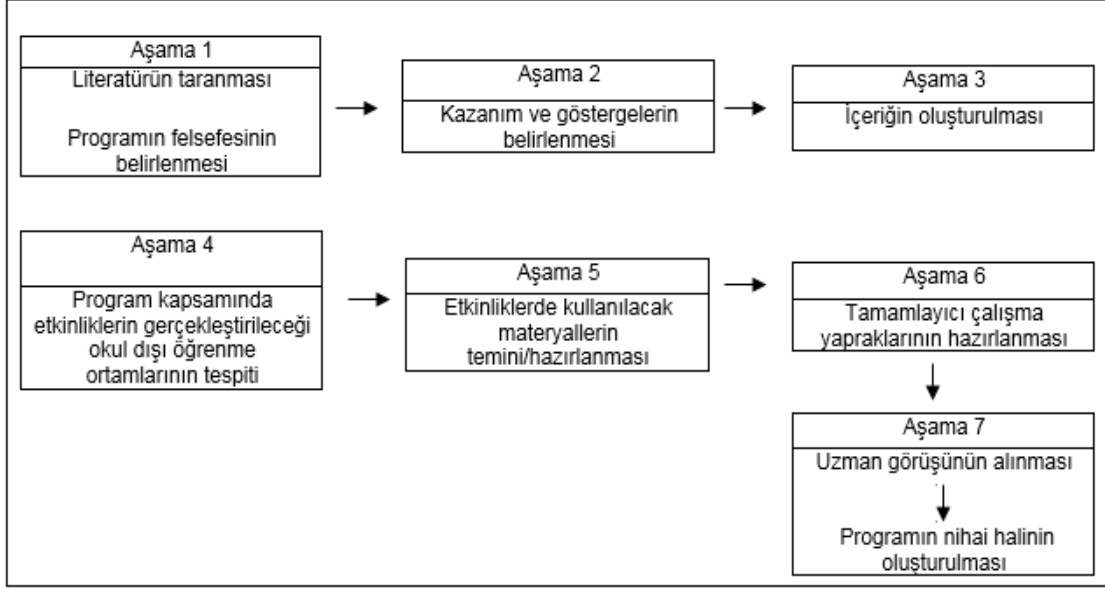 Aşama 1
Literatürün taranması
Programın felsefesinin
belirlenmesi
Aşama 2
Kazanım ve göstergelerin
belirlenmesi
Aşama 3
İçeriğin oluşturulması
Aşama 4
Program kapsamında
etkinliklerin gerçekleştirileceği
okul dışı öğrenme
ortamlarının tespiti
Aşama 5
Etkinliklerde kullanılacak
materyallerin
temini/hazırlanması
Aşama 6
Tamamlayıcı çalışma
yapraklarının hazırlanması
Aşama 7
Uzman görüşünün alınması
Programın nihai halinin
oluşturulması